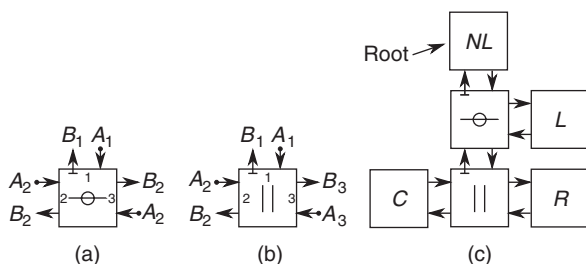 B₁ A₁
1
A₂ B₂
2 3
B₂ A₂
(a)
B₁ A₁
1
A₂ B₃
2 3
B₂ A₃
(b)
Root NL
L
C R
(c)